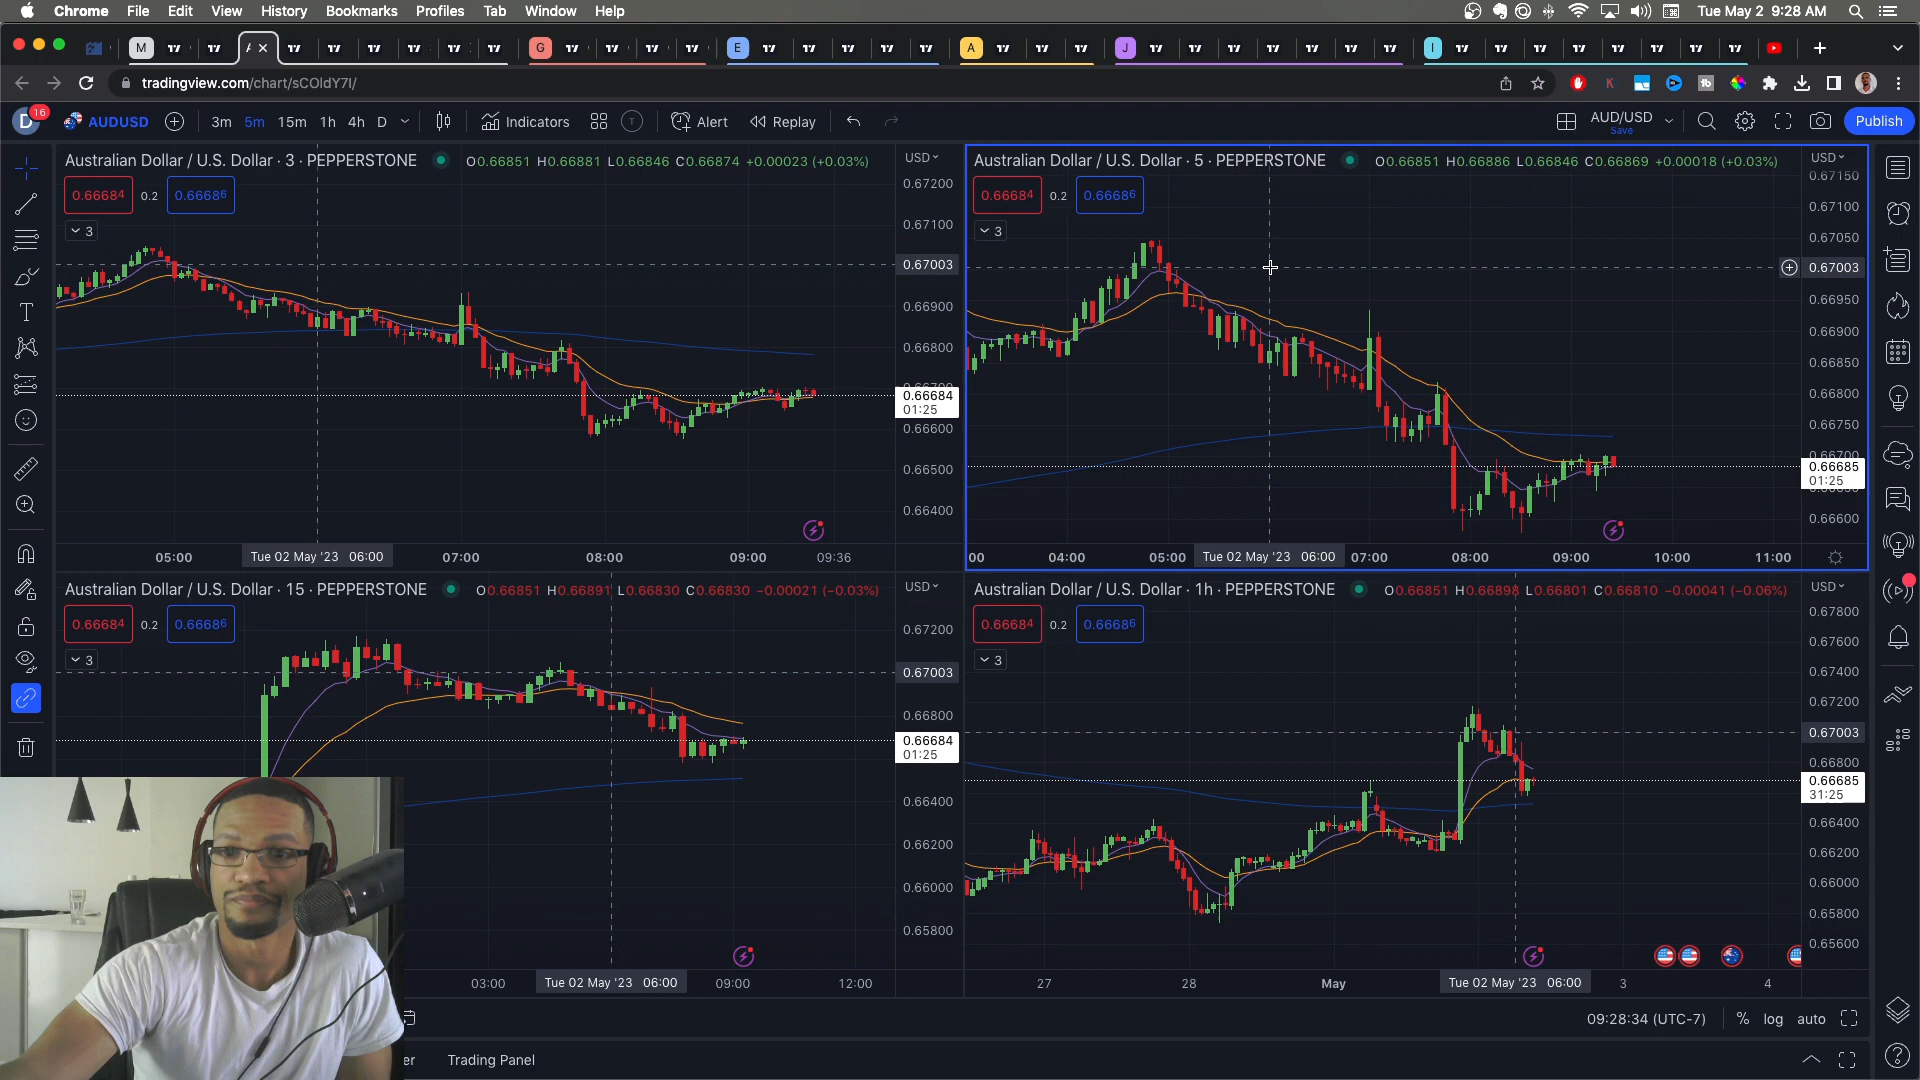 Chrome File Edit View History Bookmarks Profiles Tab Window Help Tue May 2 9:28 AM
M A G E A J I
tradingview.com/chart/sCOldY7I/
D 16 AUDUSD 3m 5m 15m 1h 4h D Indicators Alert Replay AUD/USD Save Publish
Australian Dollar / U.S. Dollar · 3 · PEPPERSTONE O0.66851 H0.66881 L0.66846 C0.66874 +0.00023 (+0.03%) USD
0.66684 0.2 0.66686
3
0.67200
0.67100
0.67003
0.66900
0.66800
0.66684
01:25
0.66600
0.66500
0.66400
05:00 Tue 02 May '23 06:00 07:00 08:00 09:00 09:36
Australian Dollar / U.S. Dollar · 5 · PEPPERSTONE O0.66851 H0.66886 L0.66846 C0.66869 +0.00018 (+0.03%) USD
0.66684 0.2 0.66686
3
0.67150
0.67100
0.67050
0.67003
0.66950
0.66900
0.66850
0.66800
0.66750
0.66700
0.66685
01:25
0.66600
00 04:00 05:00 Tue 02 May '23 06:00 07:00 08:00 09:00 10:00 11:00
Australian Dollar / U.S. Dollar · 15 · PEPPERSTONE O0.66851 H0.66891 L0.66830 C0.66830 −0.00021 (−0.03%) USD
0.66684 0.2 0.66686
3
0.67200
0.67003
0.66800
0.66684
01:25
0.66400
0.66200
0.66000
0.65800
03:00 Tue 02 May '23 06:00 09:00 12:00
Australian Dollar / U.S. Dollar · 1h · PEPPERSTONE O0.66851 H0.66898 L0.66801 C0.66810 −0.00041 (−0.06%) USD
0.66684 0.2 0.66686
3
0.67800
0.67600
0.67400
0.67200
0.67003
0.66800
0.66685
31:25
0.66400
0.66200
0.66000
0.65800
0.65600
27 28 May Tue 02 May '23 06:00 3 4
09:28:34 (UTC-7) % log auto
er Trading Panel